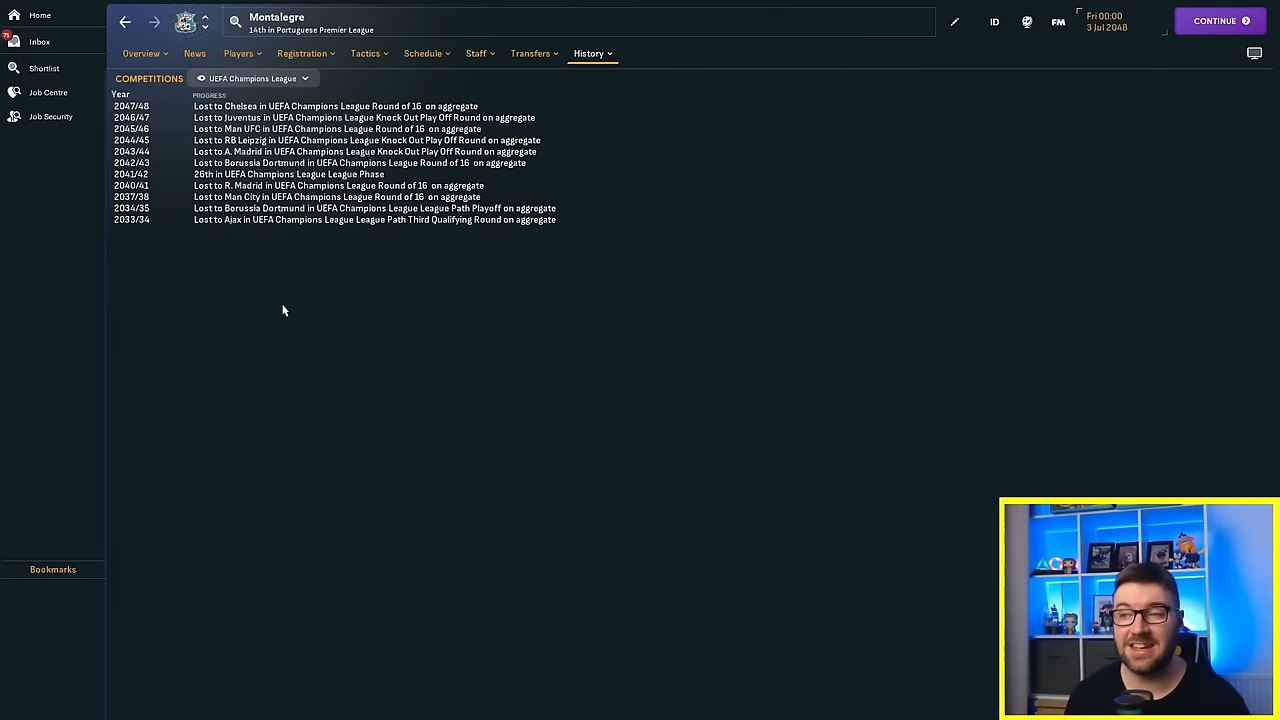 Home
75
Inbox
Shortlist
Job Centre
Job Security
Bookmarks
Montalegre
14th in Portuguese Premier League
ID
FM
Fri 00:00
3 Jul 2048
CONTINUE
Overview
News
Players
Registration
Tactics
Schedule
Staff
Transfers
History
COMPETITIONS
UEFA Champions League
Year PROGRESS
2047/48 Lost to Chelsea in UEFA Champions League Round of 16 on aggregate
2046/47 Lost to Juventus in UEFA Champions League Knock Out Play Off Round on aggregate
2045/46 Lost to Man UFC in UEFA Champions League Round of 16 on aggregate
2044/45 Lost to RB Leipzig in UEFA Champions League Knock Out Play Off Round on aggregate
2043/44 Lost to A. Madrid in UEFA Champions League Knock Out Play Off Round on aggregate
2042/43 Lost to Borussia Dortmund in UEFA Champions League Round of 16 on aggregate
2041/42 26th in UEFA Champions League League Phase
2040/41 Lost to R. Madrid in UEFA Champions League Round of 16 on aggregate
2037/38 Lost to Man City in UEFA Champions League Round of 16 on aggregate
2034/35 Lost to Borussia Dortmund in UEFA Champions League League Path Playoff on aggregate
2033/34 Lost to Ajax in UEFA Champions League League Path Third Qualifying Round on aggregate